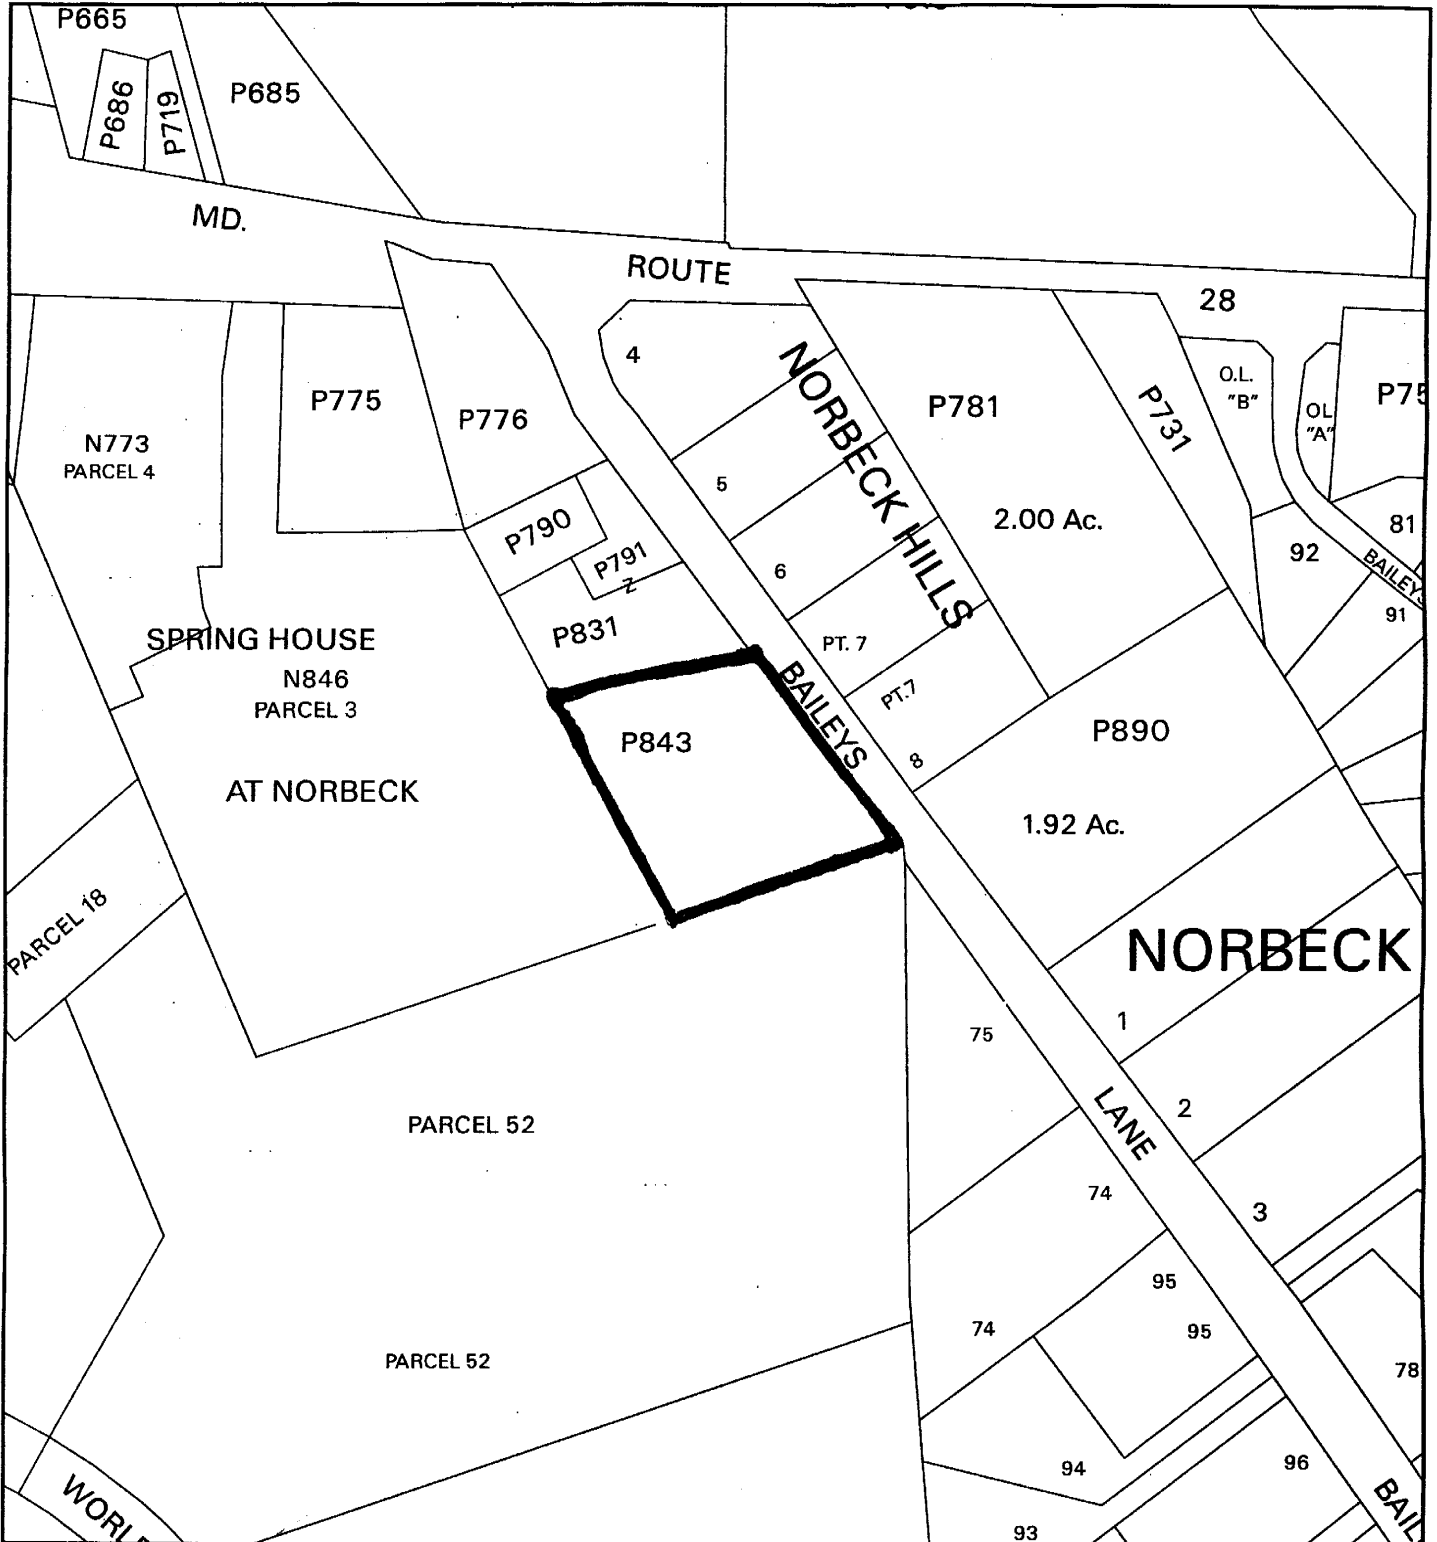 P665
P686
P719
P685
MD.
ROUTE
28
4
NORBECK HILLS
P781
P731
O.L.
"B"
OL
"A"
P75
P775
P776
N773
PARCEL 4
5
2.00 Ac.
P790
P791
Z
6
92
81
BAILEYS
91
SPRING HOUSE
N846
PARCEL 3
P831
PT. 7
PT.7
BAILEYS
P843
8
P890
AT NORBECK
1.92 Ac.
PARCEL 18
NORBECK
75
1
PARCEL 52
LANE
2
74
3
95
74
95
PARCEL 52
78
94
96
WORL
BAIL
93